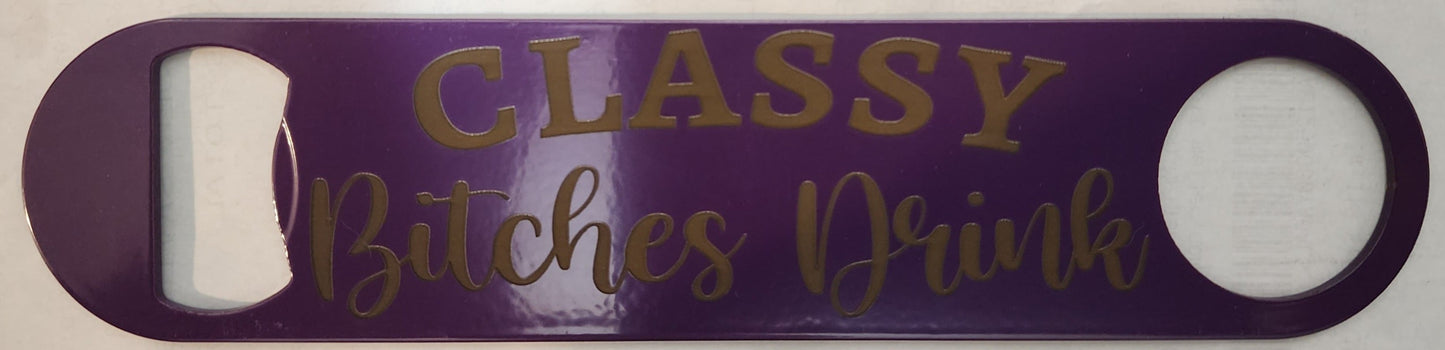 CLASSY
Bitches Drink